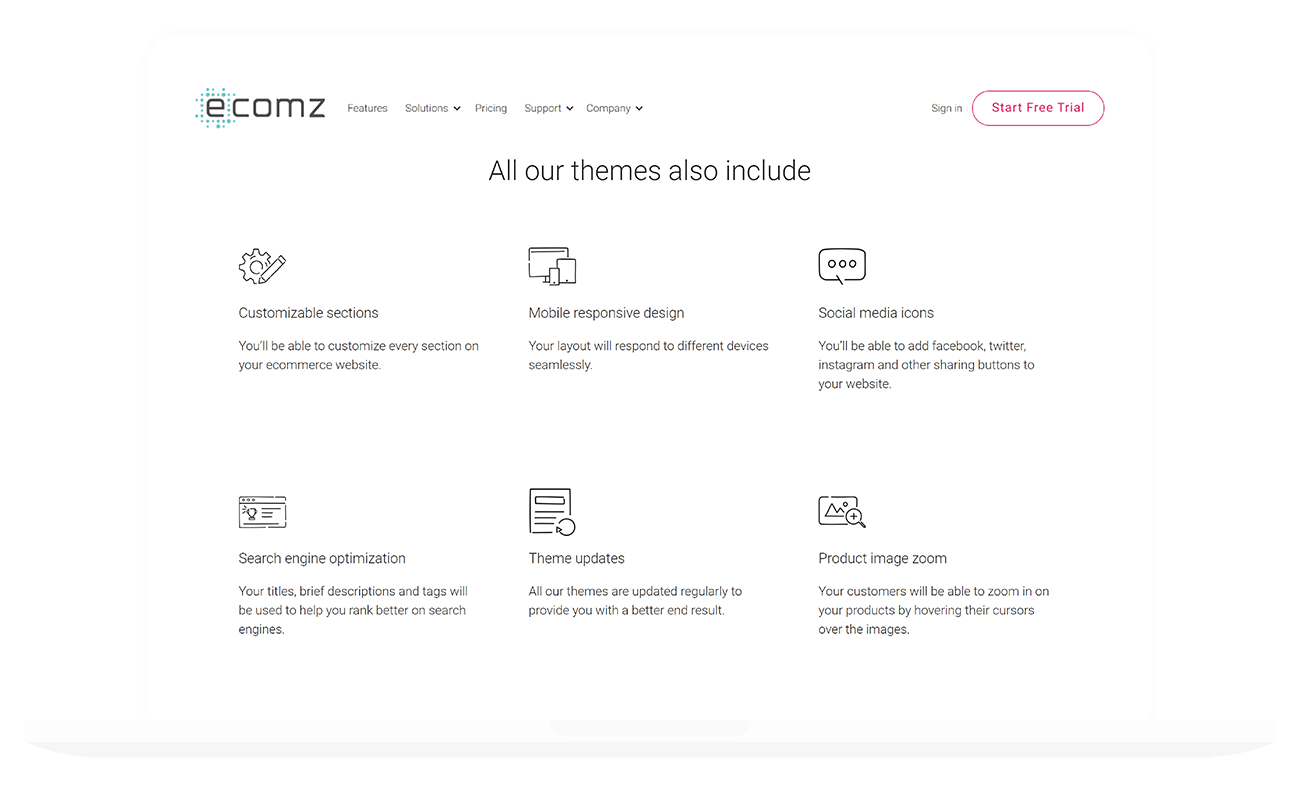 ecomz
Features
Solutions
Pricing
Support
Company
Sign in
Start Free Trial
All our themes also include
Customizable sections
You'll be able to customize every section on
your ecommerce website.
Mobile responsive design
Your layout will respond to different devices
seamlessly.
Social media icons
You'll be able to add facebook, twitter,
instagram and other sharing buttons to
your website.
Search engine optimization
Your titles, brief descriptions and tags will
be used to help you rank better on search
engines.
Theme updates
All our themes are updated regularly to
provide you with a better end result.
Product image zoom
Your customers will be able to zoom in on
your products by hovering their cursors
over the images.